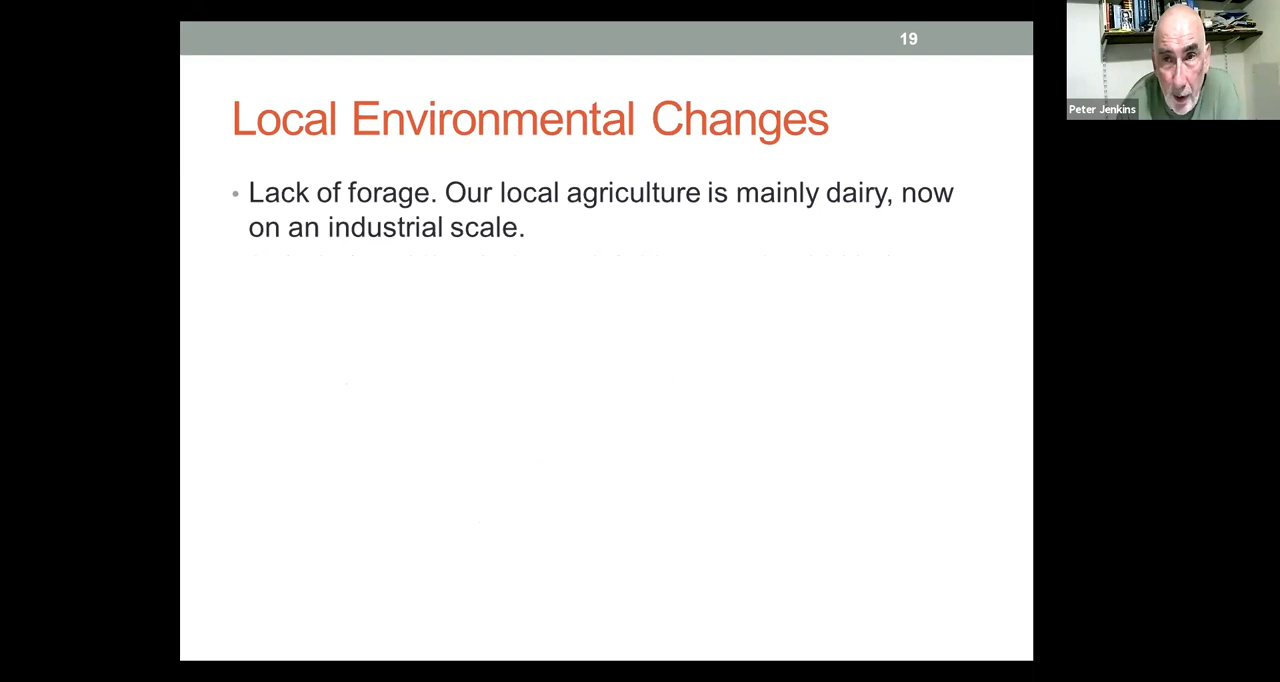 19
Local Environmental Changes
• Lack of forage. Our local agriculture is mainly dairy, now
on an industrial scale.
Peter Jenkins